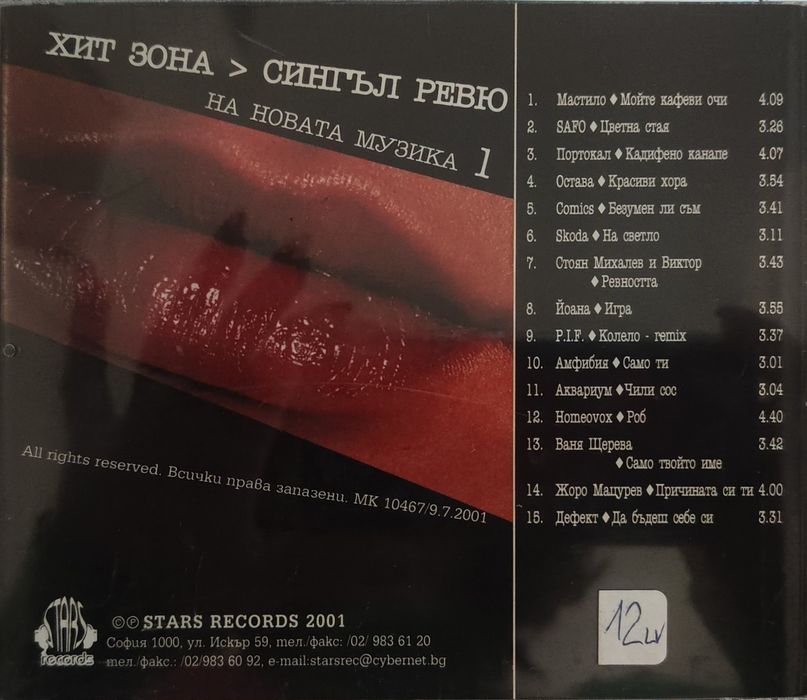 ХИТ ЗОНА > СИНГЪЛ РЕВЮ
НА НОВАТА МУЗИКА 1
1. Мастило ♦ Мойте кафеви очи 4.09
2. SAFO ♦ Цветна стая 3.26
3. Портокал ♦ Кадифено канапе 4.07
4. Остава ♦ Красиви хора 3.54
5. Comics ♦ Безумен ли съм 3.41
6. Skoda ♦ На светло 3.11
7. Стоян Михалев и Виктор 3.43
♦ Ревността
8. Йоана ♦ Игра 3.55
9. P.I.F. ♦ Колело - remix 3.37
10. Амфибия ♦ Само ти 3.01
11. Аквариум ♦ Чили сос 3.04
12. Homeovox ♦ Роб 4.40
13. Ваня Щерева 3.42
♦ Само твойто име
14. Жоро Мацурев ♦ Причината си ти 4.00
15. Дефект ♦ Да бъдеш себе си 3.31
All rights reserved. Всички права запазени. МК 10467/9.7.2001
STARS
records
©℗ STARS RECORDS 2001
София 1000, ул. Искър 59, тел./факс: /02/ 983 61 20
тел./факс.: /02/983 60 92, e-mail:starsrec@cybernet.bg
12лв